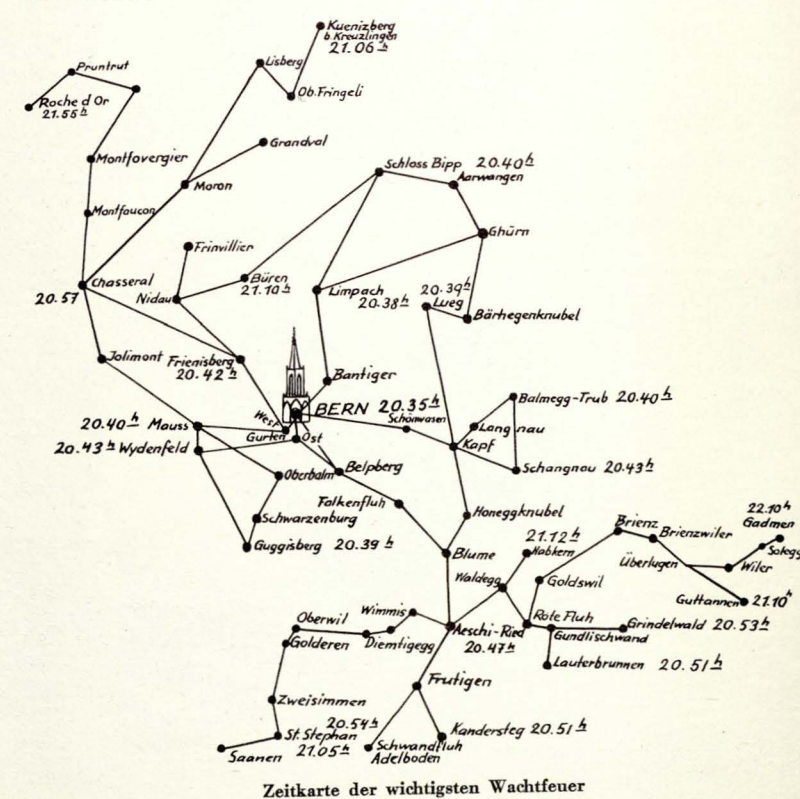 Kuenizberg
b. Kreuzlingen
21.06 h
Pruntrut
Lisberg
Roche d Or
21.55 h
Ob. Fringeli
Grandval
Montfovergier
Schloss Bipp 20.40 h
Aarwangen
Moron
Montfaucon
Ghürn
Frinvillier
Chasseral
20.57
Büren
21.10 h
Nidau
Limpach
20.38 h
20.39 h
Lueg
Bärhegenknubel
Jolimont
Frienisberg
20.42 h
Bantiger
Balmegg-Trub 20.40 h
BERN 20.35 h
Schönwasen
20.40 h Mauss
West
Gurten
Ost
Langnau
Kapf
20.43 h Wydenfeld
Oberbalm
Belpberg
Schangnau 20.43 h
Falkenfluh
Honeggknubel
Schwarzenburg
Guggisberg 20.39 h
22.10 h
Gadmen
Brienz
Brienzwiler
21.12 h
Habkern
Blume
Sotegg
Überlugen
Wiler
Waldegg
Goldswil
Guttannen 21.10 h
Wimmis
Oberwil
Rote Fluh
Aeschi-Ried
20.47 h
Gundlischwand
Grindelwald 20.53 h
Golderen
Diemtigegg
Lauterbrunnen 20.51 h
Frutigen
Zweisimmen
20.54 h
St. Stephan
21.05 h
Saanen
Kandersteg 20.51 h
Schwandfluh
Adelboden
Zeitkarte der wichtigsten Wachtfeuer